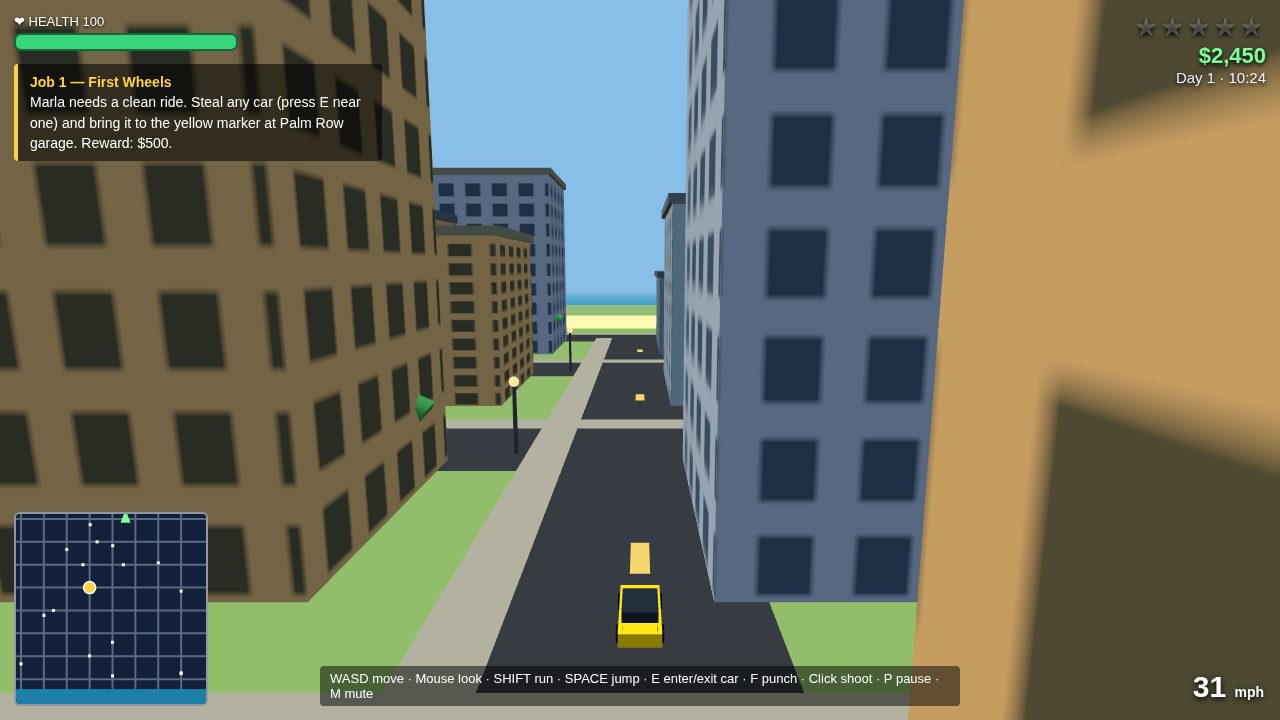 ❤ HEALTH 100
★★★★★
$2,450
Day 1 · 10:24
Job 1 — First Wheels
Marla needs a clean ride. Steal any car (press E near
one) and bring it to the yellow marker at Palm Row
garage. Reward: $500.
WASD move · Mouse look · SHIFT run · SPACE jump · E enter/exit car · F punch · Click shoot · P pause ·
M mute
31 mph